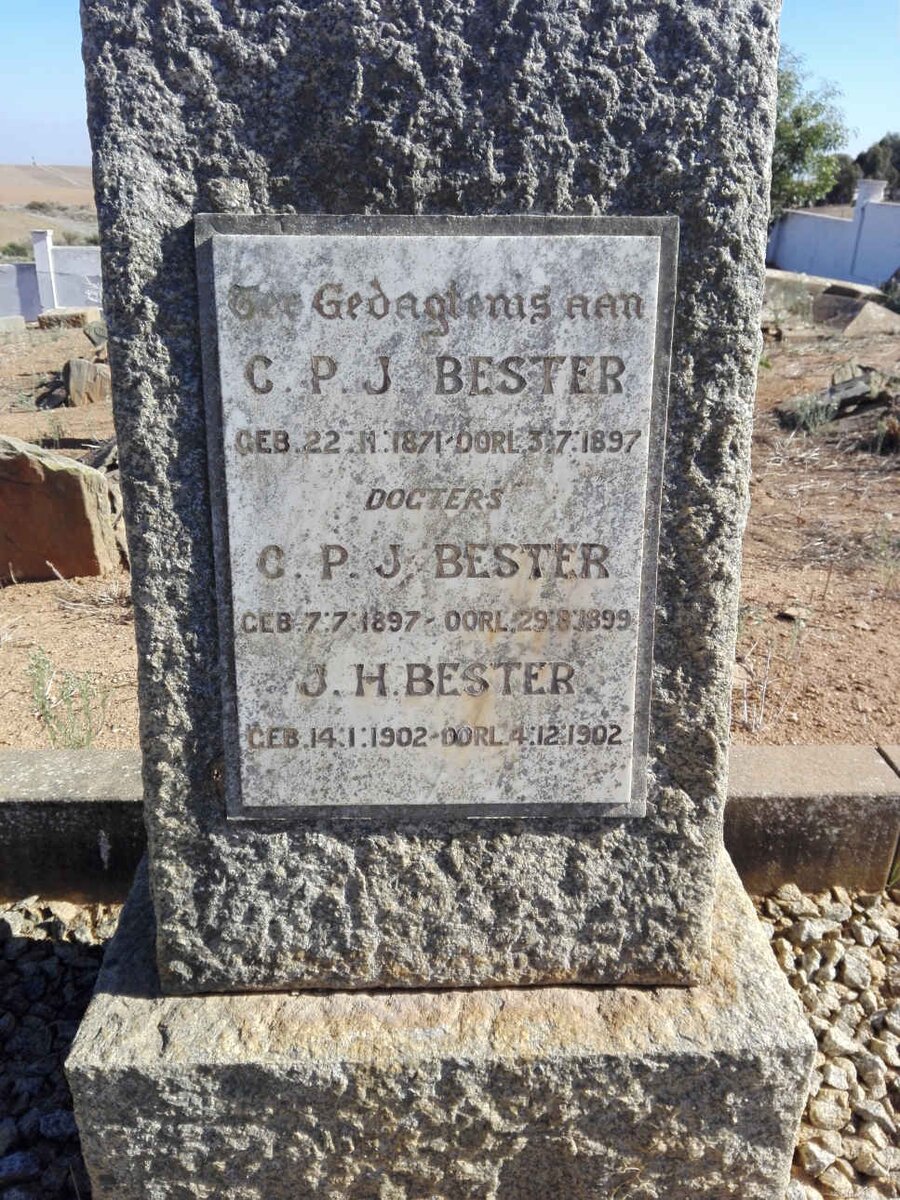 Ter Gedagtenis aan
C. P. J. BESTER
GEB. 22.11.1871-OORL.3.7.1897
DOGTERS
C. P. J. BESTER
GEB. 7.7.1897 - OORL. 29.8.1899
J. H. BESTER
GEB. 14.1.1902-OORL.4.12.1902